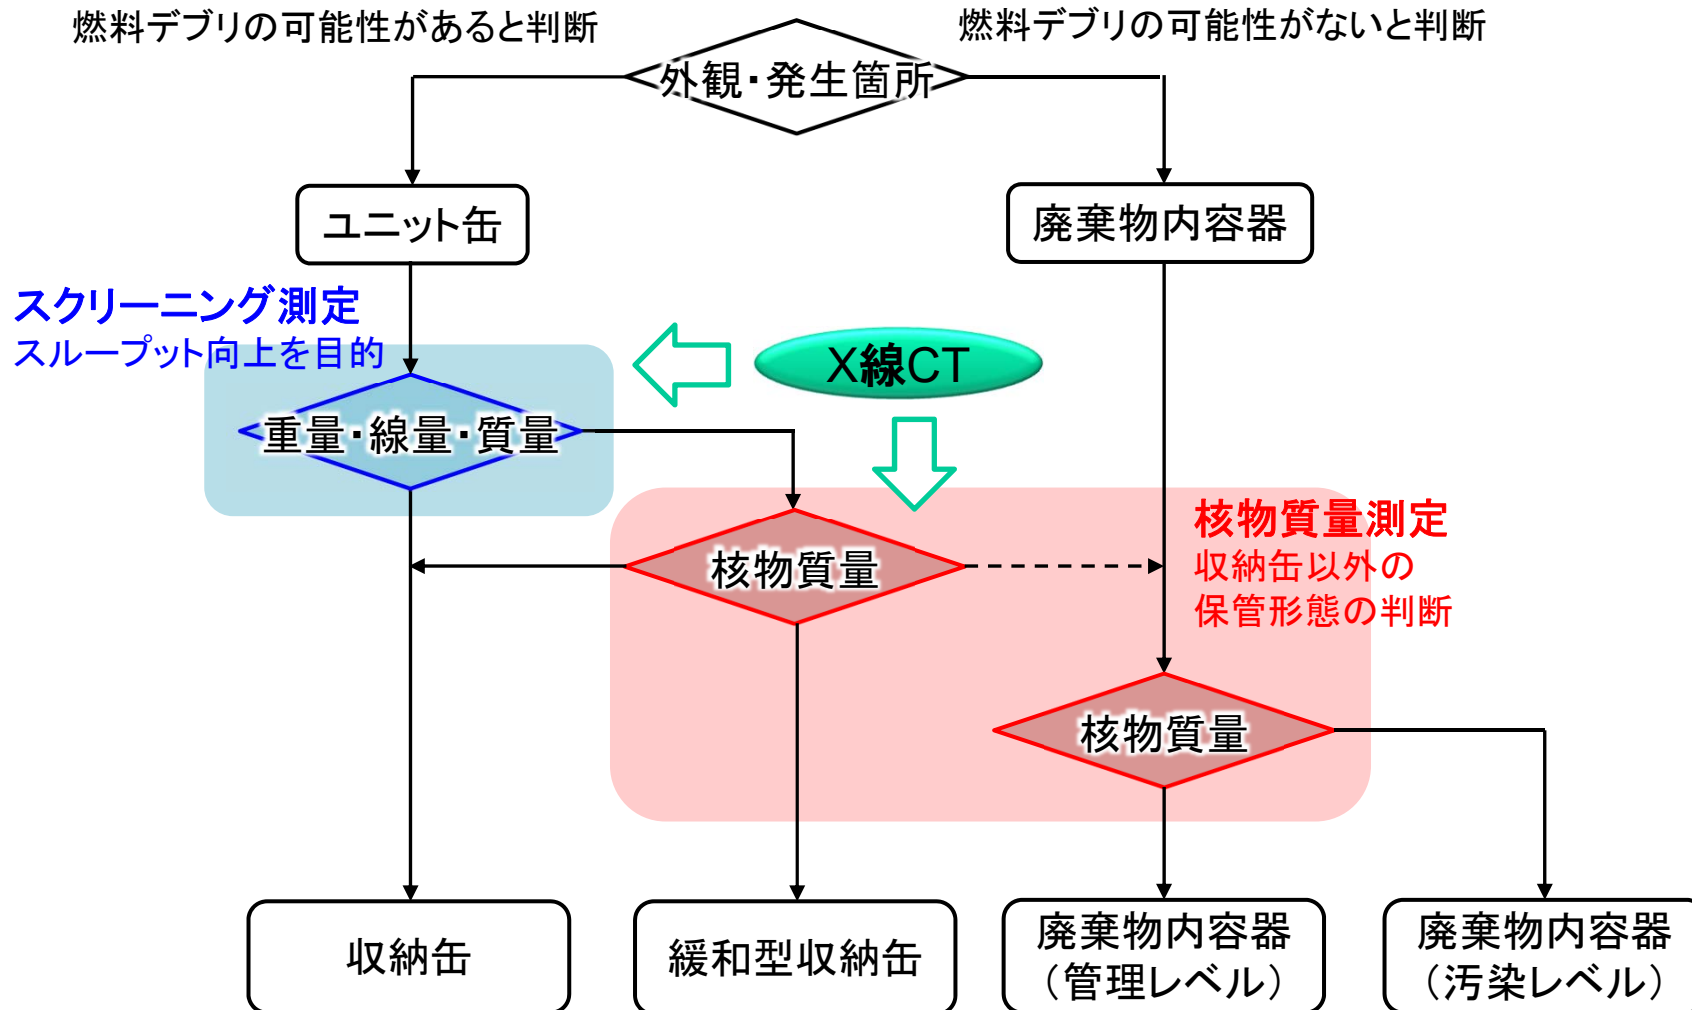 燃料デブリの可能性があると判断
燃料デブリの可能性がないと判断
外観・発生箇所
ユニット缶
廃棄物内容器
スクリーニング測定
スループット向上を目的
X線CT
重量・線量・質量
核物質量測定
収納缶以外の
保管形態の判断
核物質量
核物質量
収納缶
緩和型収納缶
廃棄物内容器
（管理レベル）
廃棄物内容器
（汚染レベル）